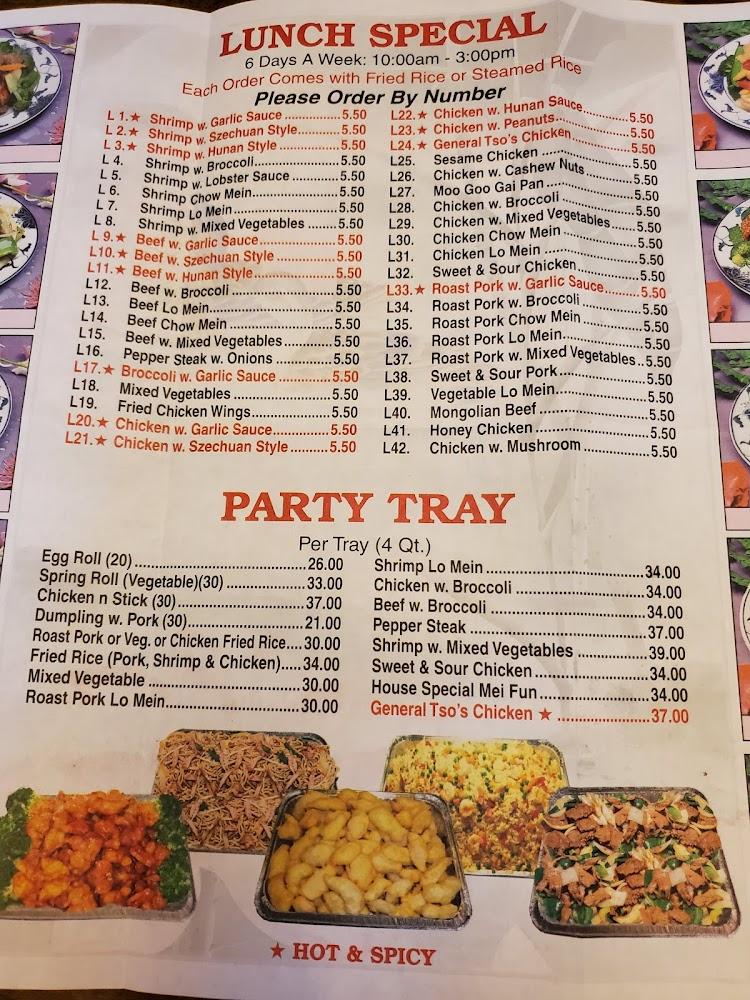 LUNCH SPECIAL
6 Days A Week: 10:00am - 3:00pm
Each Order Comes with Fried Rice or Steamed Rice
Please Order By Number
L 1.★ Shrimp w. Garlic Sauce..............5.50
L 2.★ Shrimp w. Szechuan Style...........5.50
L 3.★ Shrimp w. Hunan Style..............5.50
L 4. Shrimp w. Broccoli..................5.50
L 5. Shrimp w. Lobster Sauce ............5.50
L 6. Shrimp Chow Mein...................5.50
L 7. Shrimp Lo Mein.....................5.50
L 8. Shrimp w. Mixed Vegetables ........5.50
L 9.★ Beef w. Garlic Sauce...............5.50
L10.★ Beef w. Szechuan Style ............5.50
L11.★ Beef w. Hunan Style................5.50
L12. Beef w. Broccoli ...................5.50
L13. Beef Lo Mein.......................5.50
L14. Beef Chow Mein ....................5.50
L15. Beef w. Mixed Vegetables...........5.50
L16. Pepper Steak w. Onions ............5.50
L17.★ Broccoli w. Garlic Sauce ..........5.50
L18. Mixed Vegetables ..................5.50
L19. Fried Chicken Wings................5.50
L20.★ Chicken w. Garlic Sauce............5.50
L21.★ Chicken w. Szechuan Style .........5.50
L22.★ Chicken w. Hunan Sauce.............5.50
L23.★ Chicken w. Peanuts.................5.50
L24.★ General Tso's Chicken..............5.50
L25. Sesame Chicken ....................5.50
L26. Chicken w. Cashew Nuts.............5.50
L27. Moo Goo Gai Pan ...................5.50
L28. Chicken w. Broccoli ...............5.50
L29. Chicken w. Mixed Vegetables........5.50
L30. Chicken Chow Mein .................5.50
L31. Chicken Lo Mein ...................5.50
L32. Sweet & Sour Chicken...............5.50
L33.★ Roast Pork w. Garlic Sauce.........5.50
L34. Roast Pork w. Broccoli ............5.50
L35. Roast Pork Chow Mein ..............5.50
L36. Roast Pork Lo Mein.................5.50
L37. Roast Pork w. Mixed Vegetables..5.50
L38. Sweet & Sour Pork..................5.50
L39. Vegetable Lo Mein..................5.50
L40. Mongolian Beef ....................5.50
L41. Honey Chicken .....................5.50
L42. Chicken w. Mushroom................5.50
PARTY TRAY
Per Tray (4 Qt.)
Egg Roll (20) ..........................26.00
Spring Roll (Vegetable)(30) ............33.00
Chicken n Stick (30)....................37.00
Dumpling w. Pork (30)...................21.00
Roast Pork or Veg. or Chicken Fried Rice....30.00
Fried Rice (Pork, Shrimp & Chicken).....34.00
Mixed Vegetable ........................30.00
Roast Pork Lo Mein......................30.00
Shrimp Lo Mein .........................34.00
Chicken w. Broccoli ....................34.00
Beef w. Broccoli .......................34.00
Pepper Steak ...........................37.00
Shrimp w. Mixed Vegetables .............39.00
Sweet & Sour Chicken ...................34.00
House Special Mei Fun ..................34.00
General Tso's Chicken ★ ................37.00
★ HOT & SPICY